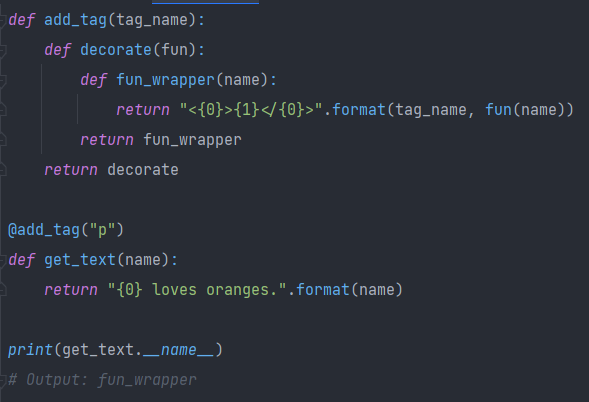 def add_tag(tag_name):
    def decorate(fun):
        def fun_wrapper(name):
            return "<{0}>{1}</{0}>".format(tag_name, fun(name))
        return fun_wrapper
    return decorate

@add_tag("p")
def get_text(name):
    return "{0} loves oranges.".format(name)

print(get_text.__name__)
# Output: fun_wrapper